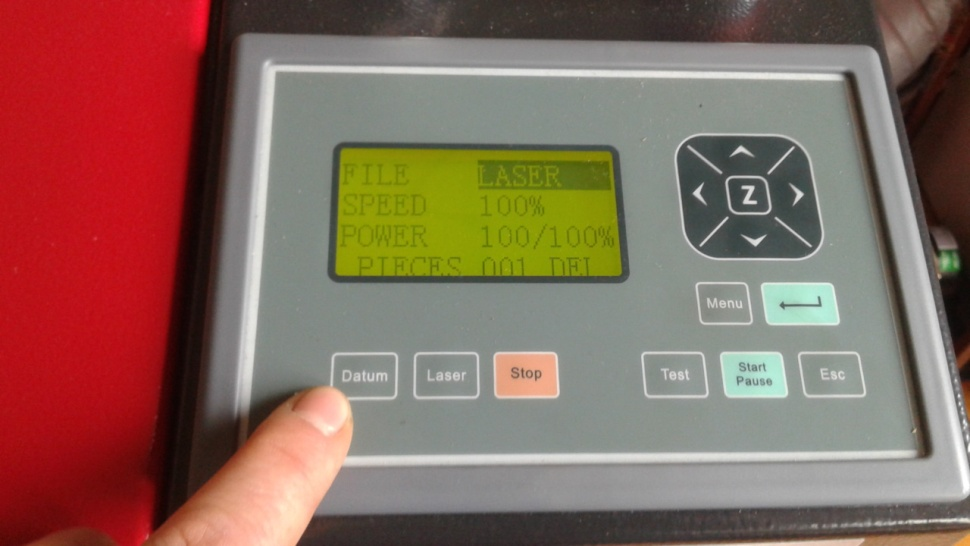 FILE LASER
SPEED 100%
POWER 100/100%
PIECES 001 DEL
Z
Menu
Datum
Laser
Stop
Test
Start
Pause
Esc